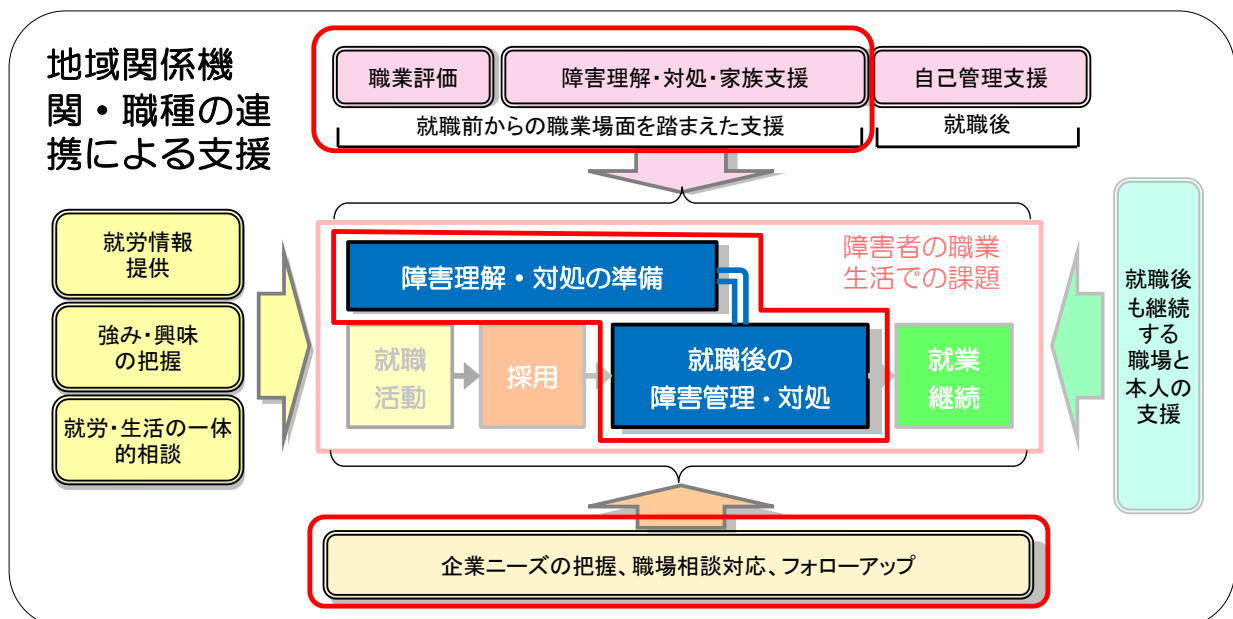 地域関係機
関・職種の連
携による支援
職業評価
障害理解・対処・家族支援
自己管理支援
就職前からの職業場面を踏まえた支援
就職後
就労情報
提供
強み・興味
の把握
就労・生活の一体
的相談
障害者の職業
生活での課題
障害理解・対処の準備
就職
活動
採用
就職後の
障害管理・対処
就業
継続
就職後
も継続
する
職場と
本人の
支援
企業ニーズの把握、職場相談対応、フォローアップ